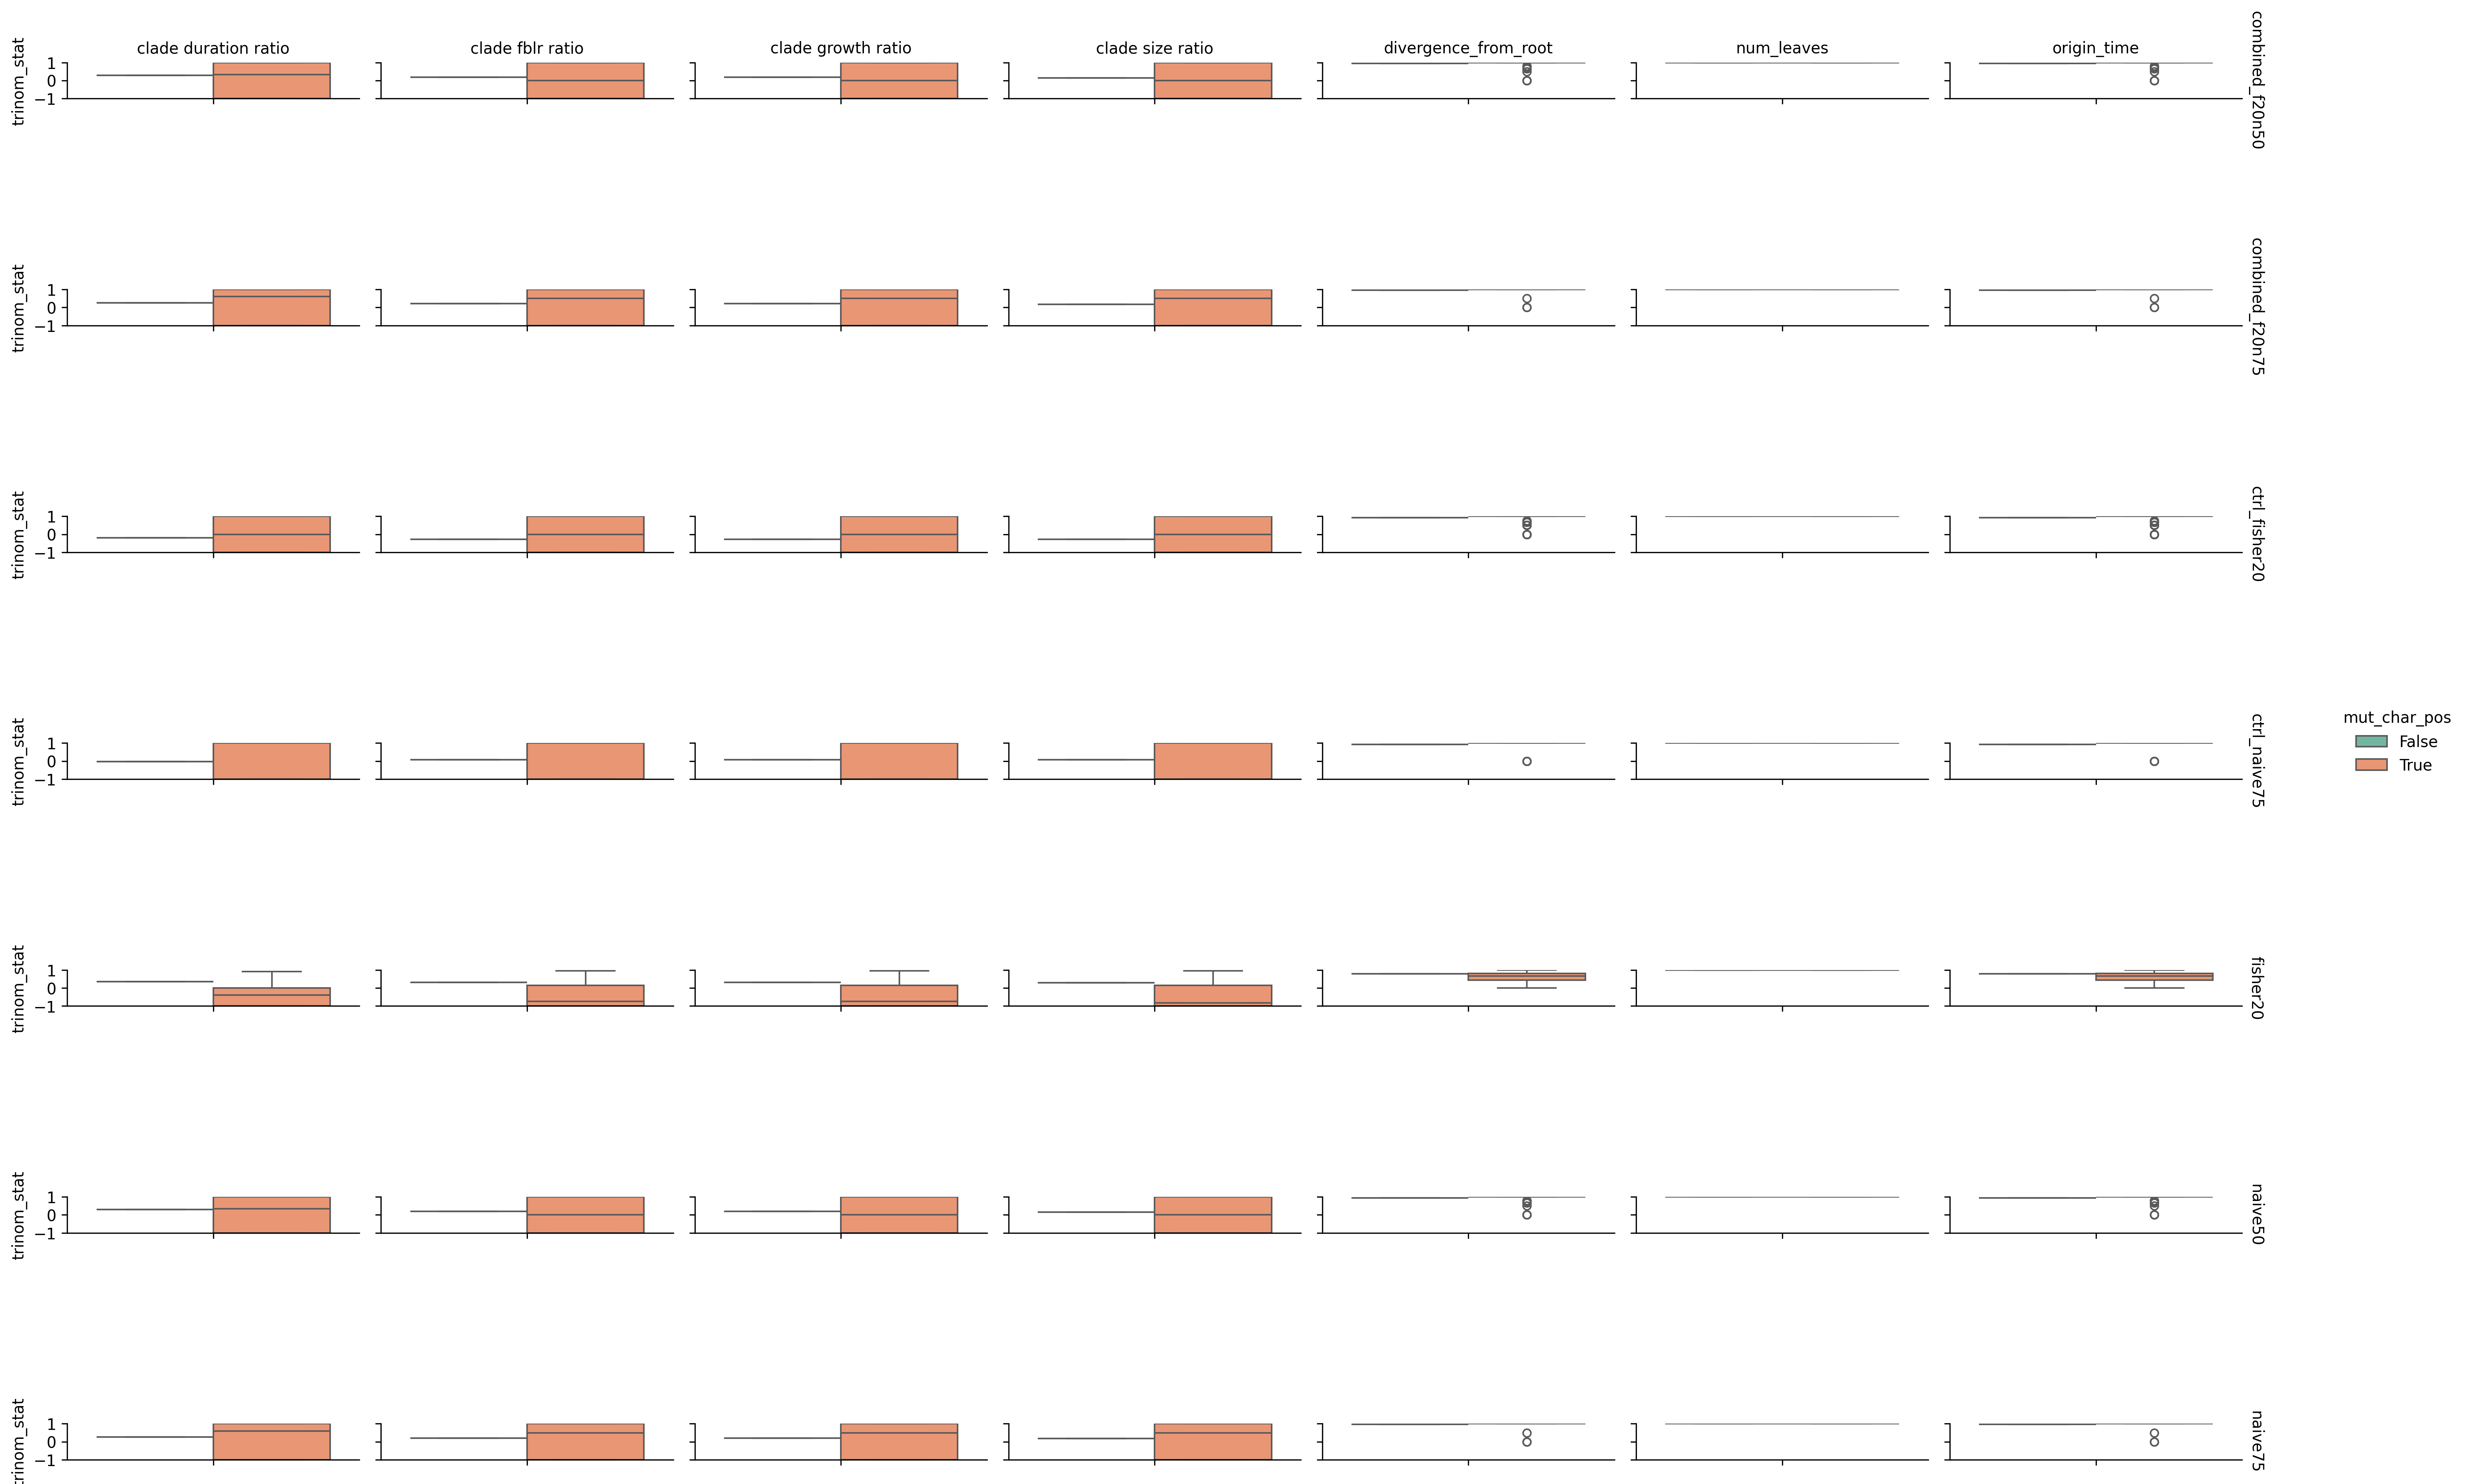 clade duration ratio
clade fblr ratio
clade growth ratio
clade size ratio
divergence_from_root
num_leaves
origin_time
trinom_stat
1
0
−1
combined_f20n50
trinom_stat
1
0
−1
combined_f20n75
trinom_stat
1
0
−1
ctrl_fisher20
trinom_stat
1
0
−1
ctrl_naive75
mut_char_pos
False
True
trinom_stat
1
0
−1
fisher20
trinom_stat
1
0
−1
naive50
trinom_stat
1
0
−1
naive75